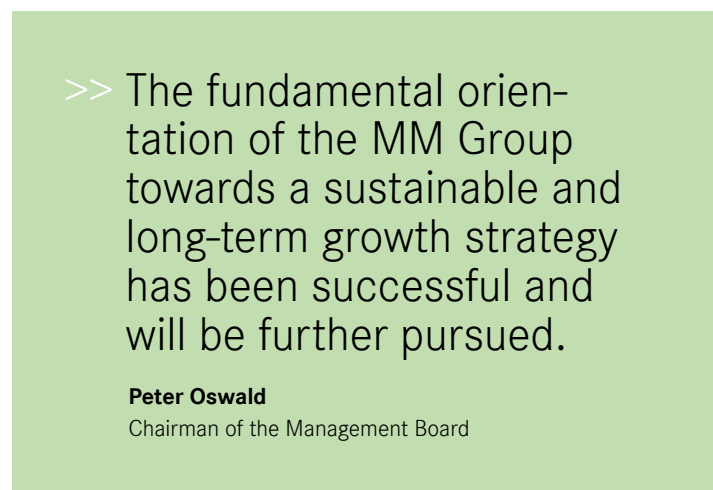 >> The fundamental orien-
tation of the MM Group
towards a sustainable and
long-term growth strategy
has been successful and
will be further pursued.
Peter Oswald
Chairman of the Management Board